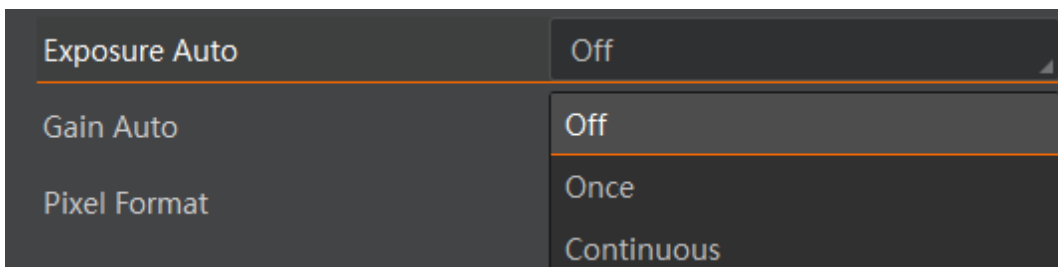 Exposure Auto Off
Gain Auto Off
Pixel Format Once
Continuous